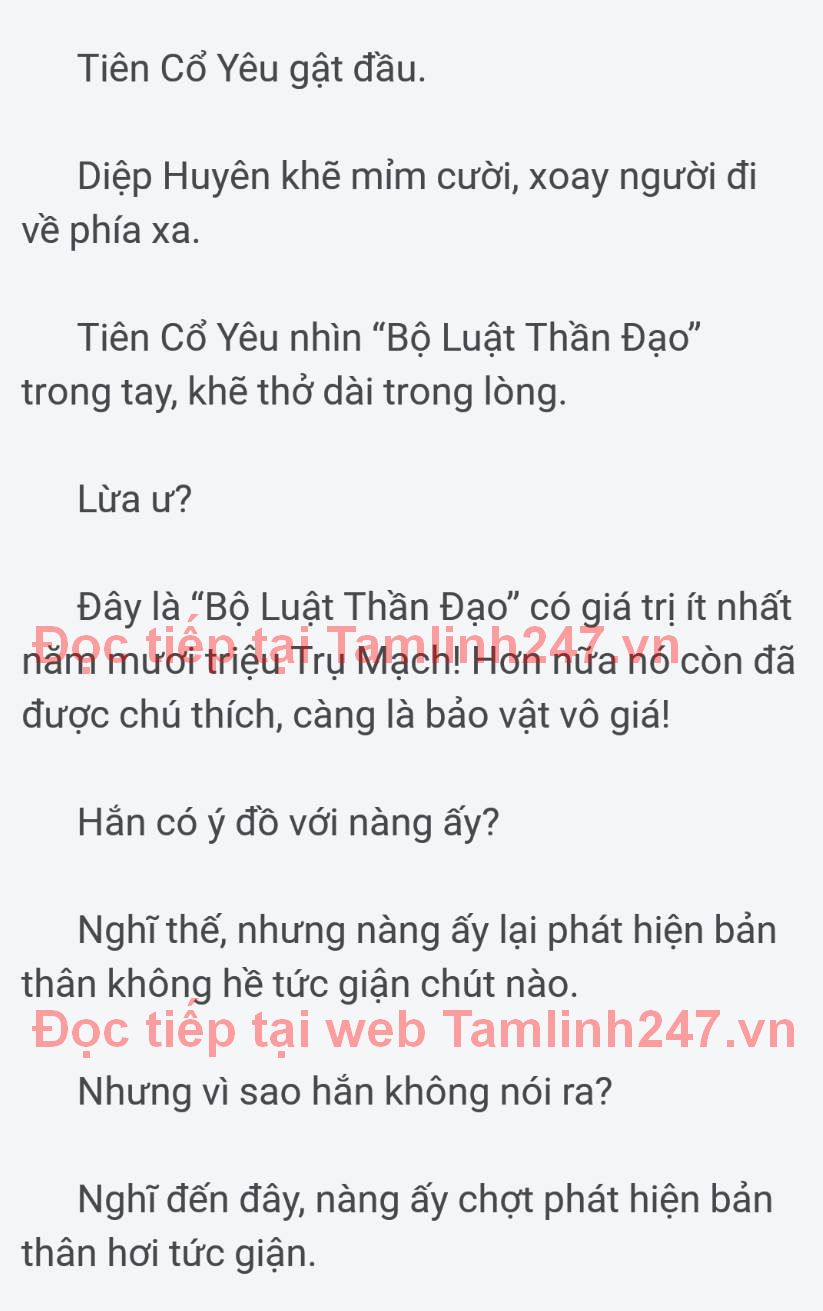 Tiên Cổ Yêu gật đầu.
Diệp Huyên khẽ mỉm cười, xoay người đi
về phía xa.
Tiên Cổ Yêu nhìn “Bộ Luật Thần Đạo”
trong tay, khẽ thở dài trong lòng.
Lừa ư?
Đây là “Bộ Luật Thần Đạo” có giá trị ít nhất
Đọc tiếp tại Tamlinh247.vn
năm mươi triệu Trụ Mạch! Hơn nữa nó còn đã
được chú thích, càng là bảo vật vô giá!
Hắn có ý đồ với nàng ấy?
Nghĩ thế, nhưng nàng ấy lại phát hiện bản
thân không hề tức giận chút nào.
Đọc tiếp tại web Tamlinh247.vn
Nhưng vì sao hắn không nói ra?
Nghĩ đến đây, nàng ấy chợt phát hiện bản
thân hơi tức giận.